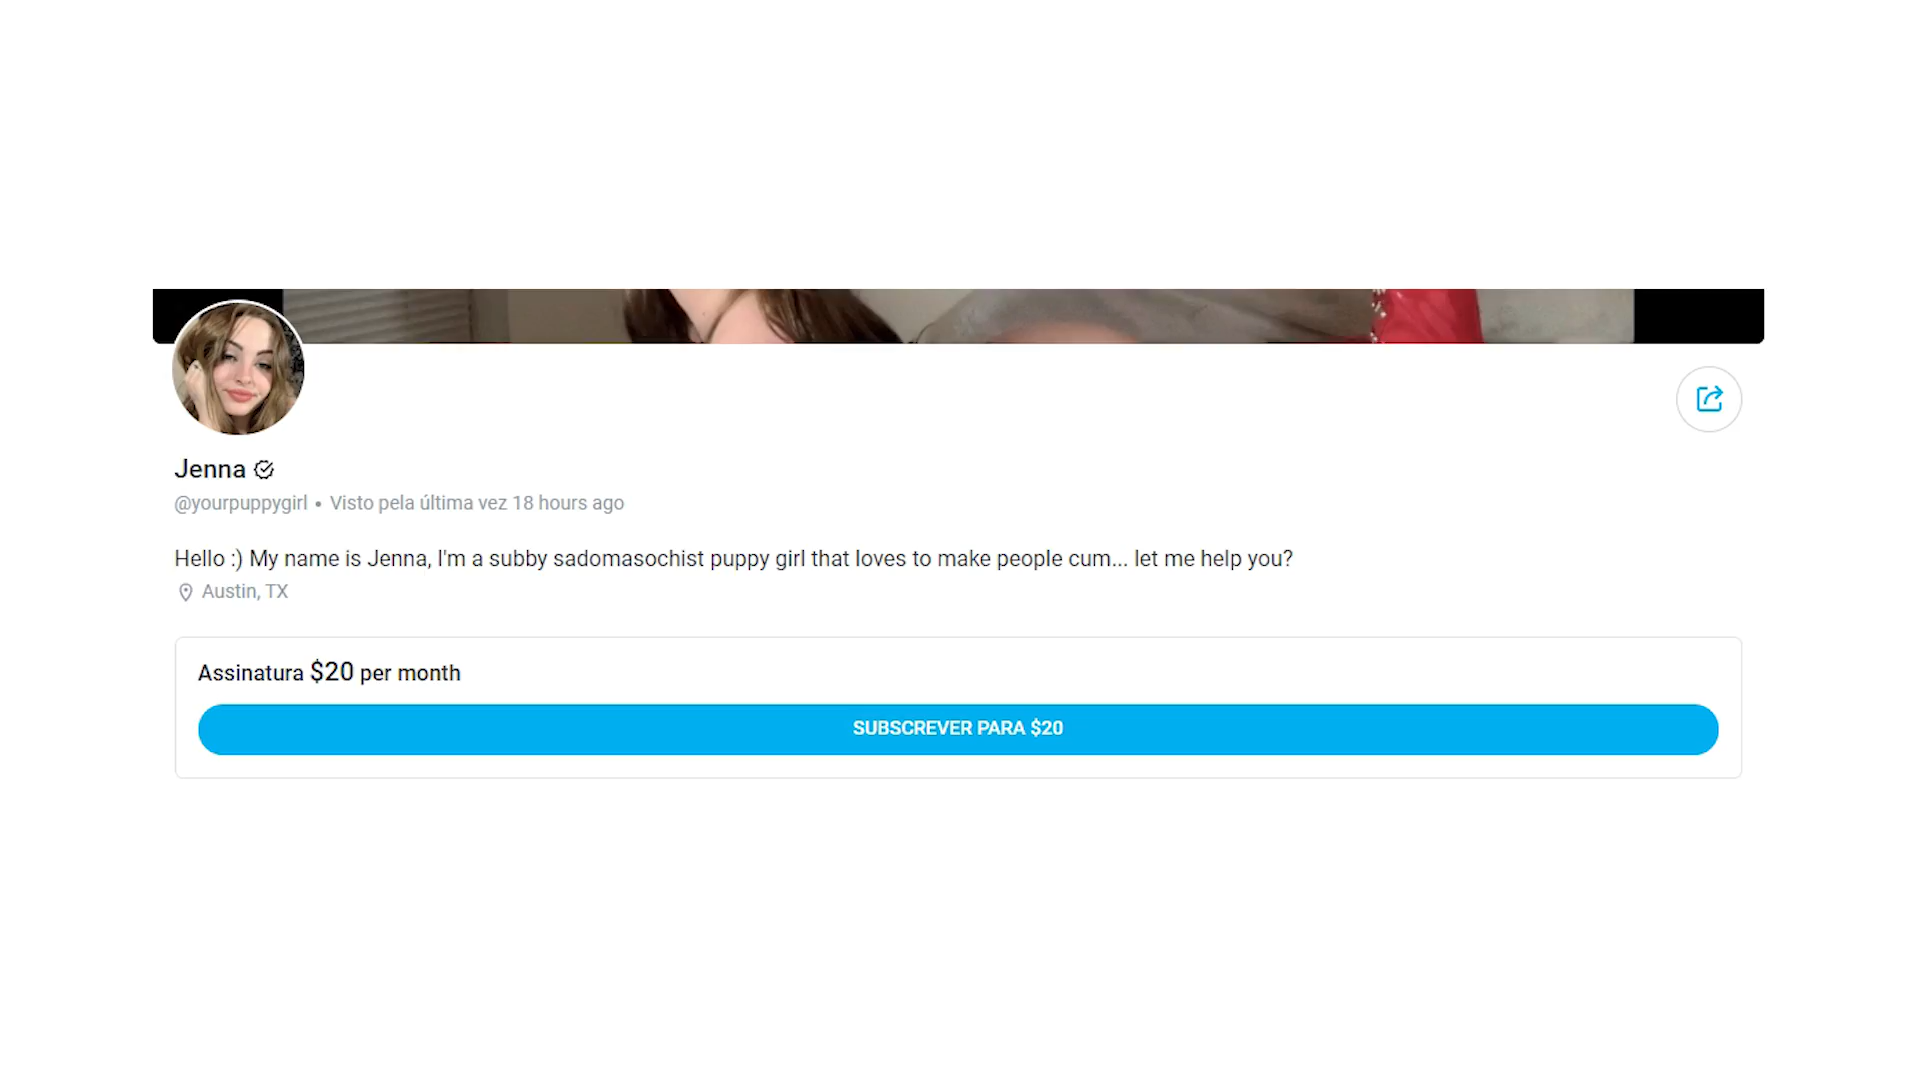 Jenna
@yourpuppygirl • Visto pela última vez 18 hours ago
Hello :) My name is Jenna, I'm a subby sadomasochist puppy girl that loves to make people cum... let me help you?
Austin, TX
Assinatura $20 per month
SUBSCREVER PARA $20